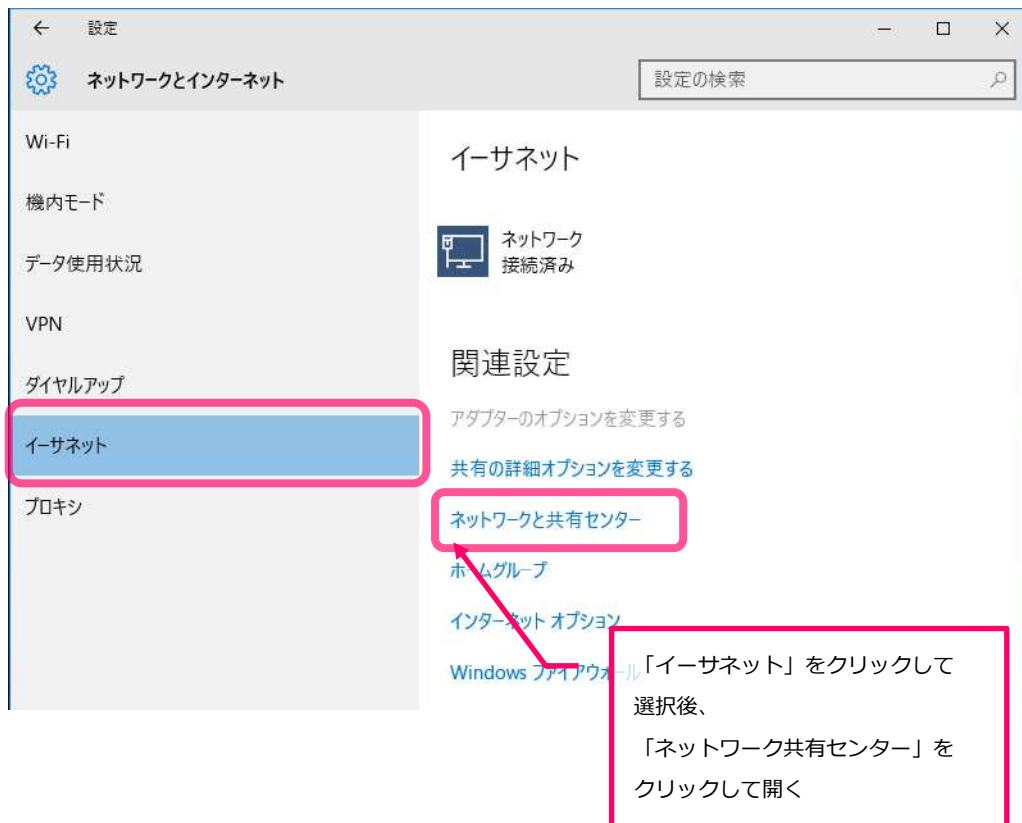 設定
ネットワークとインターネット
設定の検索
Wi-Fi
機内モード
データ使用状況
VPN
ダイヤルアップ
イーサネット
プロキシ
イーサネット
ネットワーク
接続済み
関連設定
アダプターのオプションを変更する
共有の詳細オプションを変更する
ネットワークと共有センター
ホームグループ
インターネット オプション
Windows ファイアウォール
「イーサネット」をクリックして
選択後、
「ネットワーク共有センター」を
クリックして開く